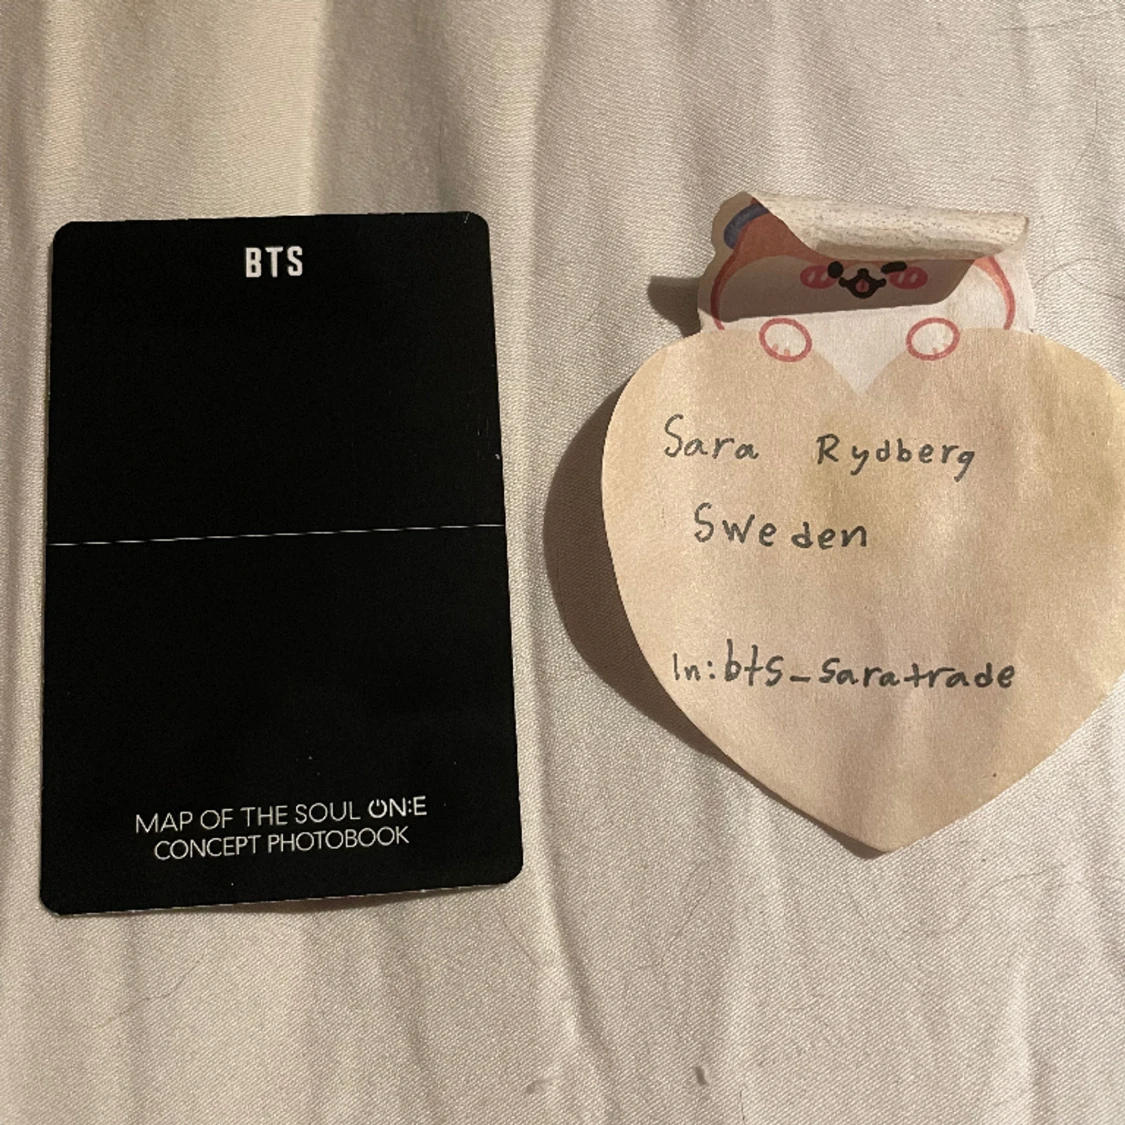 BTS
MAP OF THE SOUL ON:E
CONCEPT PHOTOBOOK
Sara Rydberg
Sweden
In: bts_saratrade